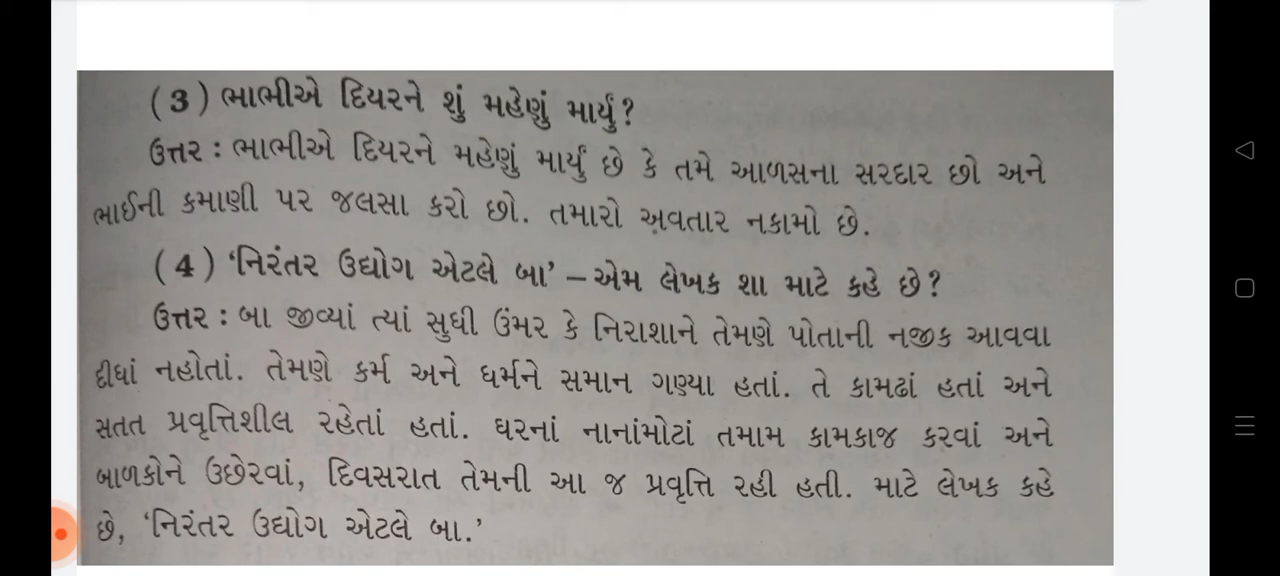 (3) ભાભીએ દિયરને શું મહેણું માર્યું?
ઉત્તર : ભાભીએ દિયરને મહેણું માર્યું છે કે તમે આળસના સરદાર છો અને
ભાઈની કમાણી પર જલસા કરો છો. તમારો અવતાર નકામો છે.
(4) ‘નિરંતર ઉદ્યોગ એટલે બા’ – એમ લેખક શા માટે કહે છે?
ઉત્તર : બા જીવ્યાં ત્યાં સુધી ઉંમર કે નિરાશાને તેમણે પોતાની નજીક આવવા
દીધાં નહોતાં. તેમણે કર્મ અને ધર્મને સમાન ગણ્યા હતાં. તે કામઢાં હતાં અને
સતત પ્રવૃત્તિશીલ રહેતાં હતાં. ઘરનાં નાનાંમોટાં તમામ કામકાજ કરવાં અને
બાળકોને ઉછેરવાં, દિવસરાત તેમની આ જ પ્રવૃત્તિ રહી હતી. માટે લેખક કહે
છે, ‘નિરંતર ઉદ્યોગ એટલે બા.’